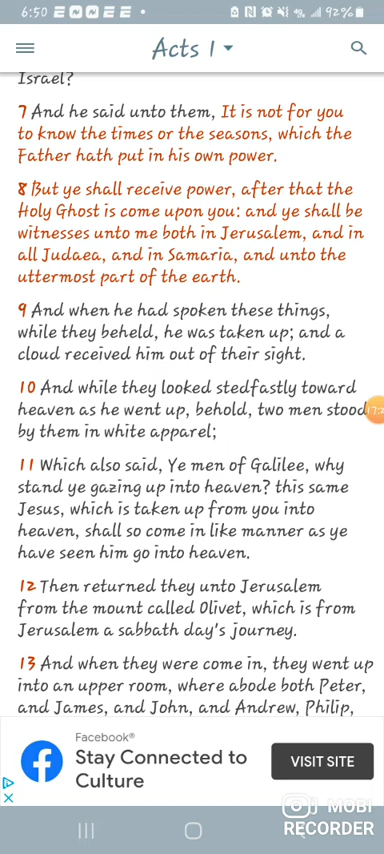 6:50
4G
92%
Acts 1
Israel?
7 And he said unto them, It is not for you
to know the times or the seasons, which the
Father hath put in his own power.
8 But ye shall receive power, after that the
Holy Ghost is come upon you: and ye shall be
witnesses unto me both in Jerusalem, and in
all Judaea, and in Samaria, and unto the
uttermost part of the earth.
9 And when he had spoken these things,
while they beheld, he was taken up; and a
cloud received him out of their sight.
10 And while they looked stedfastly toward
heaven as he went up, behold, two men stood
by them in white apparel;
11 Which also said, Ye men of Galilee, why
stand ye gazing up into heaven? this same
Jesus, which is taken up from you into
heaven, shall so come in like manner as ye
have seen him go into heaven.
12 Then returned they unto Jerusalem
from the mount called Olivet, which is from
Jerusalem a sabbath day's journey.
13 And when they were come in, they went up
into an upper room, where abode both Peter,
and James, and John, and Andrew, Philip,
Facebook®
Stay Connected to
Culture
VISIT SITE
MOBI
RECORDER